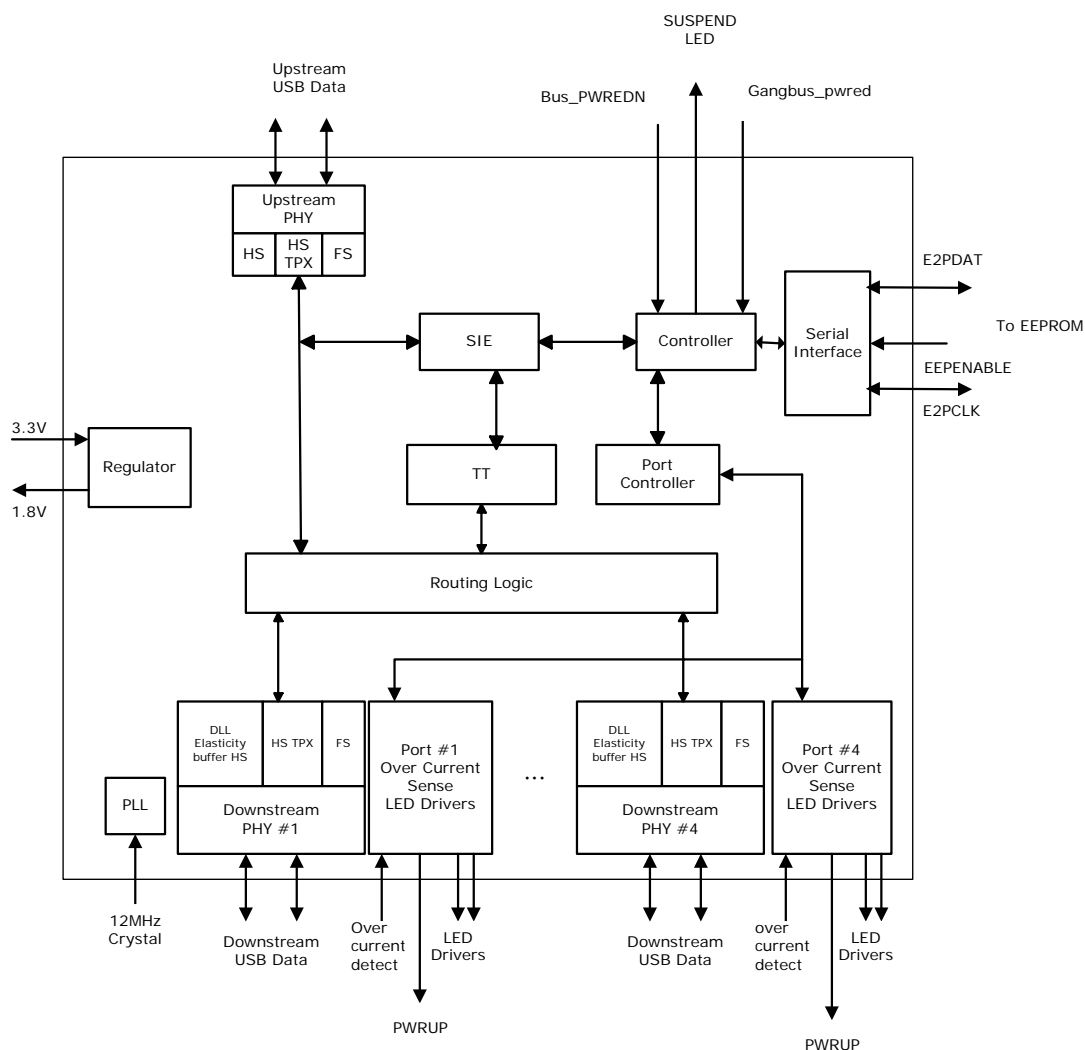 SUSPEND
LED
Upstream
USB Data
Bus_PWREDN
Gangbus_pwred
Upstream
PHY
HS
HS
TPX
FS
E2PDAT
SIE
Controller
Serial
Interface
To EEPROM
EEPENABLE
E2PCLK
3.3V
Regulator
1.8V
TT
Port
Controller
Routing Logic
DLL
Elasticity
buffer HS
HS TPX
FS
Port #1
Over Current
Sense
LED Drivers
...
DLL
Elasticity
buffer HS
HS TPX
FS
Port #4
Over Current
Sense
LED Drivers
PLL
Downstream
PHY #1
Downstream
PHY #4
12MHz
Crystal
Downstream
USB Data
Over
current
detect
LED
Drivers
Downstream
USB Data
over
current
detect
LED
Drivers
PWRUP
PWRUP